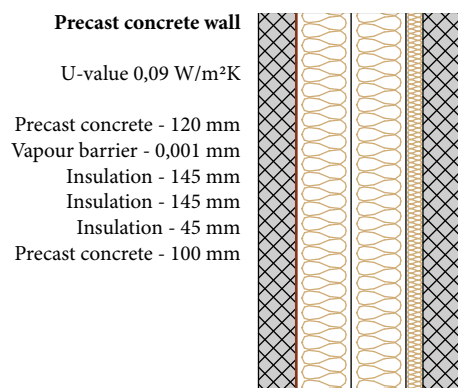 Precast concrete wall
U-value 0,09 W/m²K
Precast concrete - 120 mm
Vapour barrier - 0,001 mm
Insulation - 145 mm
Insulation - 145 mm
Insulation - 45 mm
Precast concrete - 100 mm